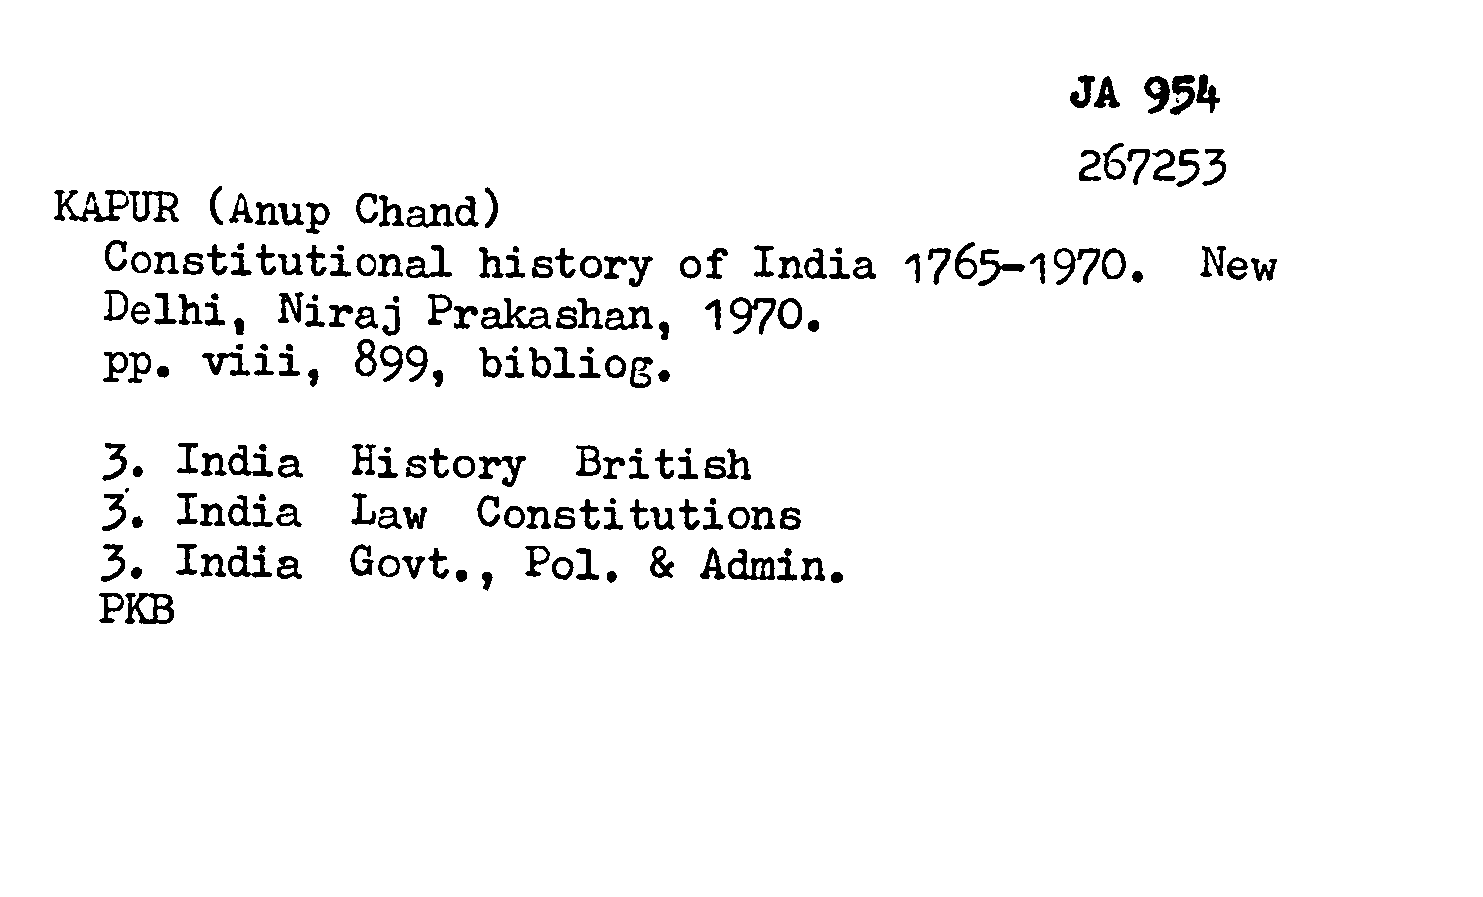 JA 954
267253
KAPUR (Anup Chand)
Constitutional history of India 1765-1970. New
Delhi, Niraj Prakashan, 1970.
pp. viii, 899, bibliog.
3. India History British
3. India Law Constitutions
3. India Govt., Pol. & Admin.
PKB